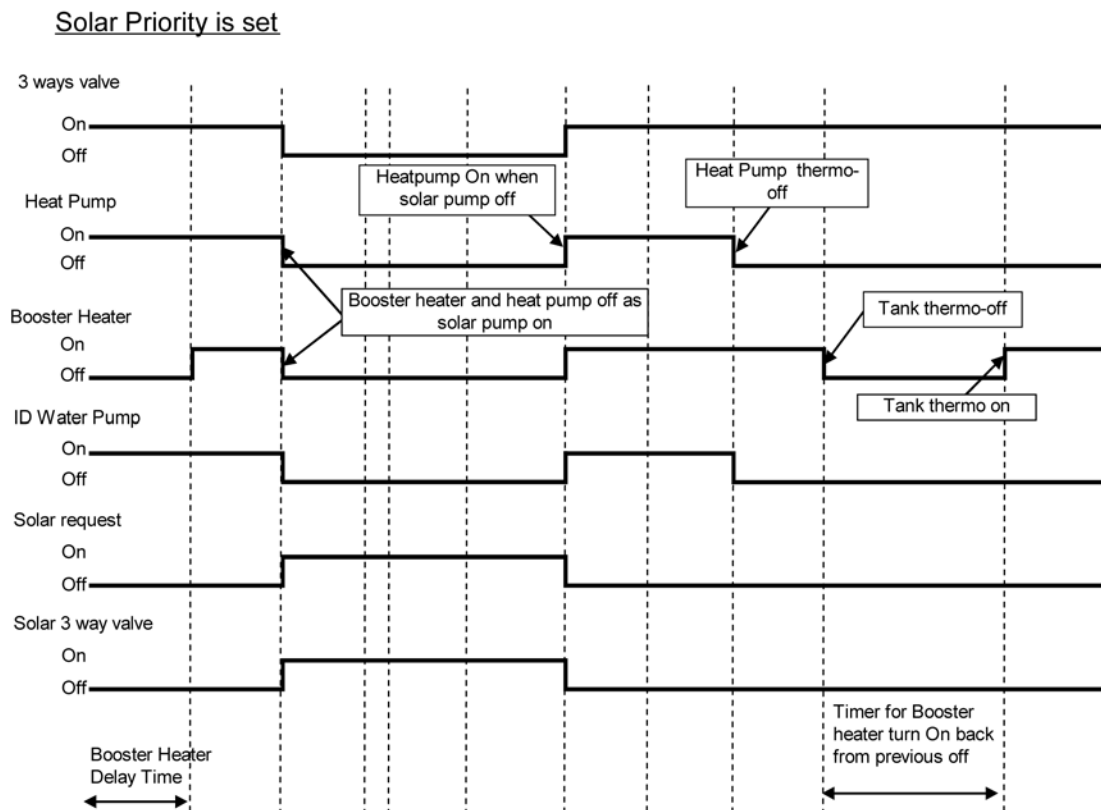 Solar Priority is set
3 ways valve
On
Off
Heatpump On when
solar pump off
Heat Pump thermo-
off
Heat Pump
On
Off
Booster heater and heat pump off as
solar pump on
Tank thermo-off
Booster Heater
On
Off
Tank thermo on
ID Water Pump
On
Off
Solar request
On
Off
Solar 3 way valve
On
Off
Booster Heater
Delay Time
Timer for Booster
heater turn On back
from previous off